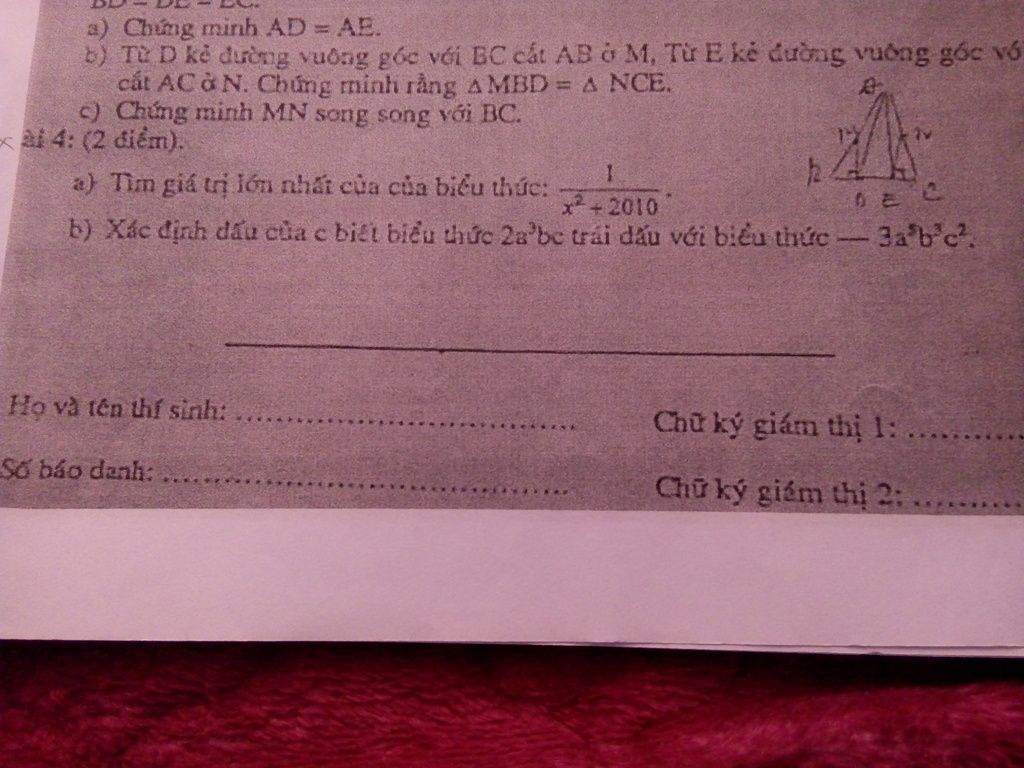 BD = DE = EC.
a) Chứng minh AD = AE.
b) Từ D kẻ đường vuông góc với BC cắt AB ở M, Từ E kẻ đường vuông góc vớ
cắt AC ở N. Chứng minh rằng Δ MBD = Δ NCE.
c) Chứng minh MN song song với BC.
ài 4: (2 điểm).
a) Tìm giá trị lớn nhất của của biểu thức: 1/(x² + 2010).
b) Xác định dấu của c biết biểu thức 2a³bc trái dấu với biểu thức — 3a⁵b³c².
A
M N
B C
D E
Họ và tên thí sinh: ..................................
Chữ ký giám thị 1: ............
Số báo danh: ........................................
Chữ ký giám thị 2: ............